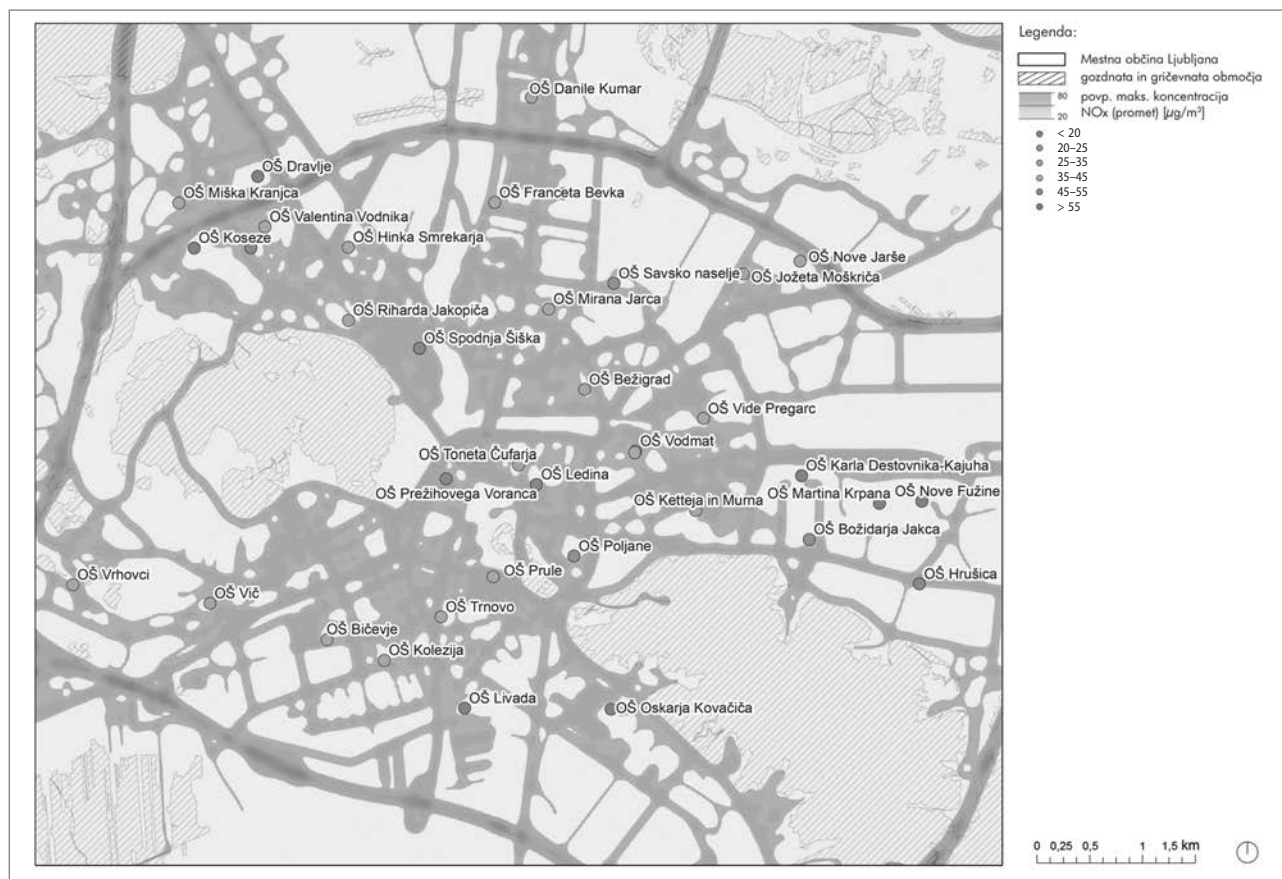 Legenda:
Mestna občina Ljubljana
gozdnata in gričevnata območja
80
povp. maks. koncentracija
20
NOx (promet) [µg/m³]
< 20
20–25
25–35
35–45
45–55
> 55
OŠ Danile Kumar
OŠ Dravlje
OŠ Miška Kranjca
OŠ Franceta Bevka
OŠ Valentina Vodnika
OŠ Koseze
OŠ Hinka Smrekarja
OŠ Nove Jarše
OŠ Savsko naselje
OŠ Jožeta Moškriča
OŠ Mirana Jarca
OŠ Riharda Jakopiča
OŠ Spodnja Šiška
OŠ Bežigrad
OŠ Vide Pregarc
OŠ Vodmat
OŠ Toneta Čufarja
OŠ Ledina
OŠ Karla Destovnika-Kajuha
OŠ Prežihovega Voranca
OŠ Martina Krpana
OŠ Nove Fužine
OŠ Ketteja in Murna
OŠ Božidarja Jakca
OŠ Poljane
OŠ Prule
OŠ Hrušica
OŠ Vrhovci
OŠ Vič
OŠ Trnovo
OŠ Bičevje
OŠ Kolezija
OŠ Livada
OŠ Oskarja Kovačiča
0 0,25 0,5 1 1,5 km